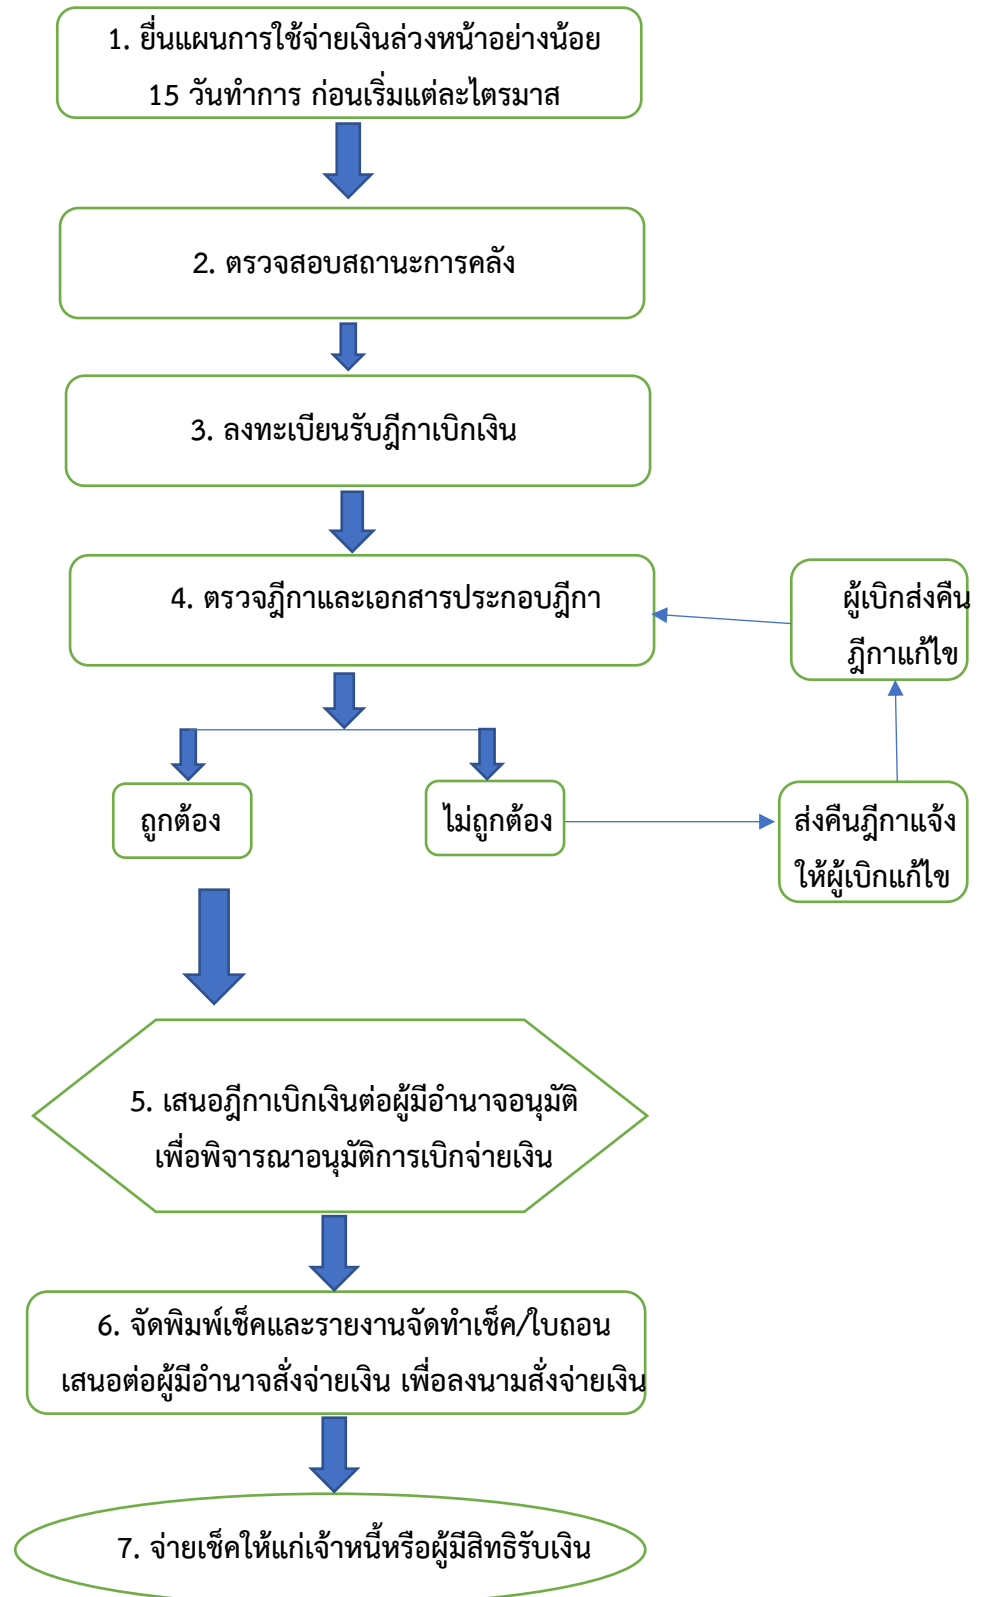 1. ยื่นแผนการใช้จ่ายเงินล่วงหน้าอย่างน้อย
15 วันทำการ ก่อนเริ่มแต่ละไตรมาส
2. ตรวจสอบสถานะการคลัง
3. ลงทะเบียนรับฎีกาเบิกเงิน
4. ตรวจฎีกาและเอกสารประกอบฎีกา
ผู้เบิกส่งคืน
ฎีกาแก้ไข
ถูกต้อง
ไม่ถูกต้อง
ส่งคืนฎีกาแจ้ง
ให้ผู้เบิกแก้ไข
5. เสนอฎีกาเบิกเงินต่อผู้มีอำนาจอนุมัติ
เพื่อพิจารณาอนุมัติการเบิกจ่ายเงิน
6. จัดพิมพ์เช็คและรายงานจัดทำเช็ค/ใบถอน
เสนอต่อผู้มีอำนาจสั่งจ่ายเงิน เพื่อลงนามสั่งจ่ายเงิน
7. จ่ายเช็คให้แก่เจ้าหนี้หรือผู้มีสิทธิรับเงิน